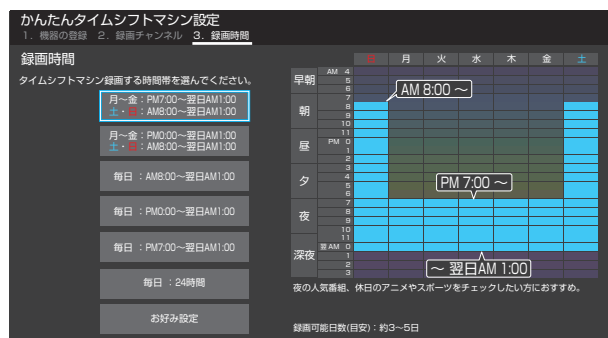 かんたんタイムシフトマシン設定
1. 機器の登録 2. 録画チャンネル 3. 録画時間
録画時間
タイムシフトマシン録画する時間帯を選んでください。
月～金：PM7:00～翌日AM1:00
土・日：AM8:00～翌日AM1:00
月～金：PM0:00～翌日AM1:00
土・日：AM8:00～翌日AM1:00
毎日 ：AM8:00～翌日AM1:00
毎日 ：PM0:00～翌日AM1:00
毎日 ：PM7:00～翌日AM1:00
毎日 ：24時間
お好み設定
日 月 火 水 木 金 土
早朝
AM 4
5
6
朝
7
8
9
10
昼
11
PM 0
1
2
3
夕
4
5
6
夜
7
8
9
10
深夜
11
翌AM 0
1
2
3
AM 8:00 ～
PM 7:00 ～
～ 翌日AM 1:00
夜の人気番組、休日のアニメやスポーツをチェックしたい方におすすめ。
録画可能日数(目安)：約3～5日